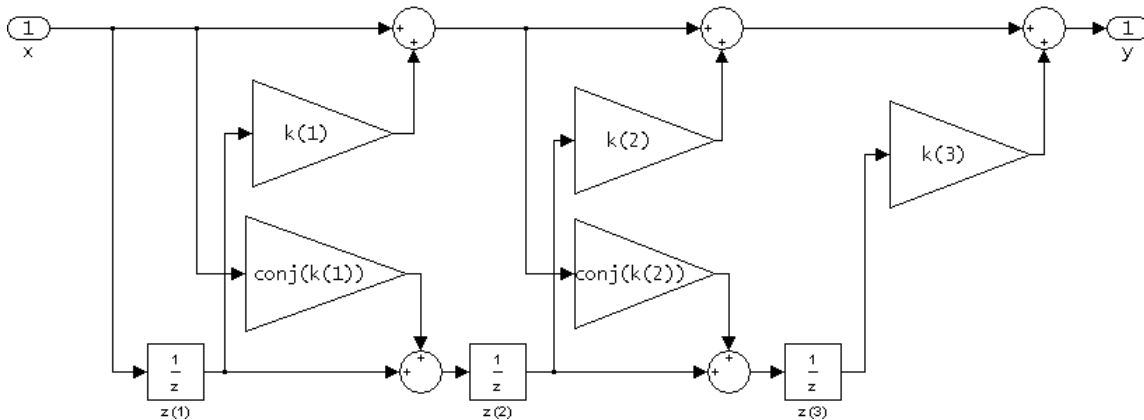 1
x
+
+
+
+
+
+
1
y
k(1)
k(2)
k(3)
conj(k(1))
conj(k(2))
1
z
z(1)
+
+
1
z
z(2)
+
+
1
z
z(3)